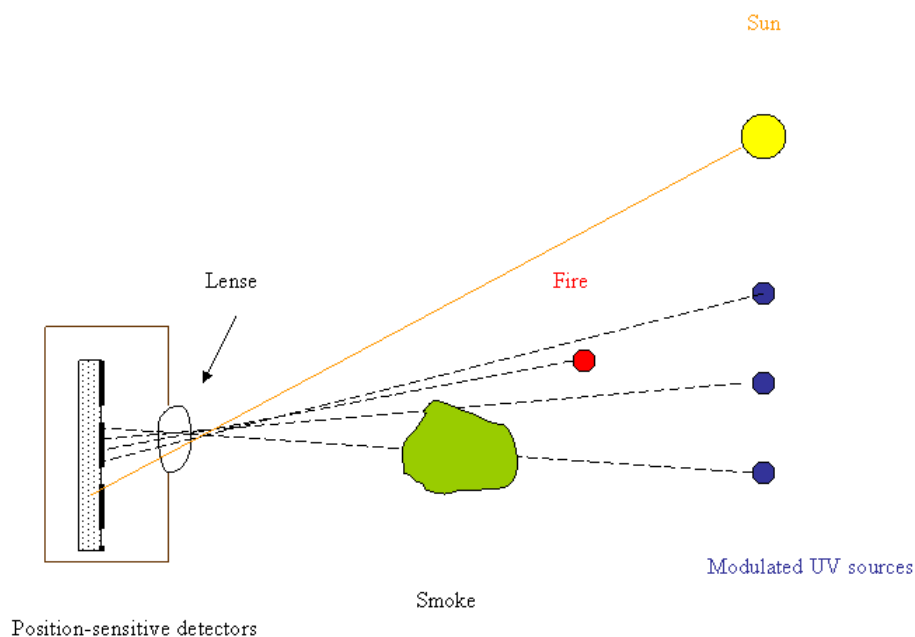 Sun
Lense
Fire
Modulated UV sources
Smoke
Position-sensitive detectors